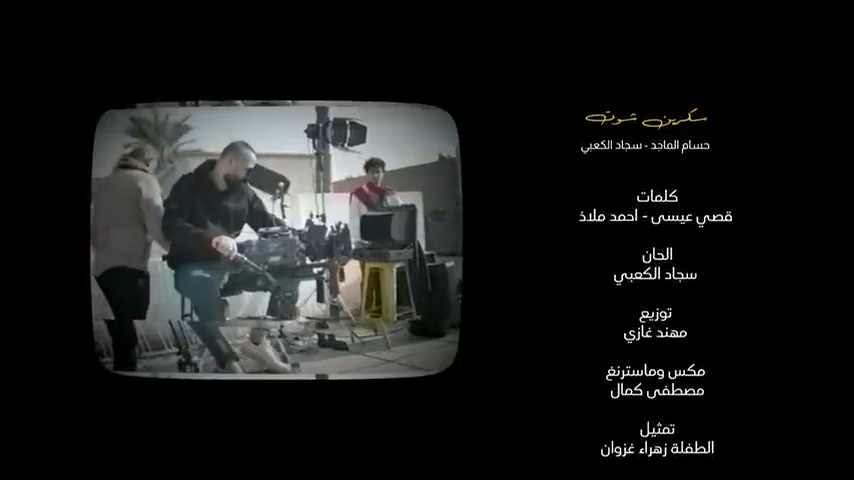 سكرين شوت
حسام الماجد - سجاد الكعبي
كلمات
قصي عيسى - احمد ملاذ
الحان
سجاد الكعبي
توزيع
مهند غازي
مكس وماسترنغ
مصطفى كمال
تمثيل
الطفلة زهراء غزوان